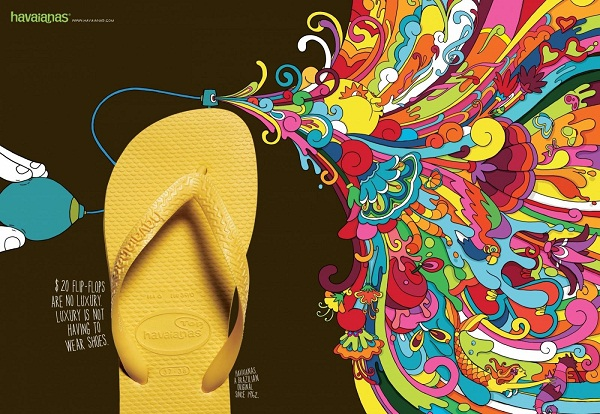 havaianas WWW.HAVAIANAS.COM
$20 FLIP-FLOPS
ARE NO LUXURY.
LUXURY IS NOT
HAVING TO
WEAR SHOES.
TOP
havaianas
HAVAIANAS
A BRAZILIAN
ORIGINAL
SINCE 1962.